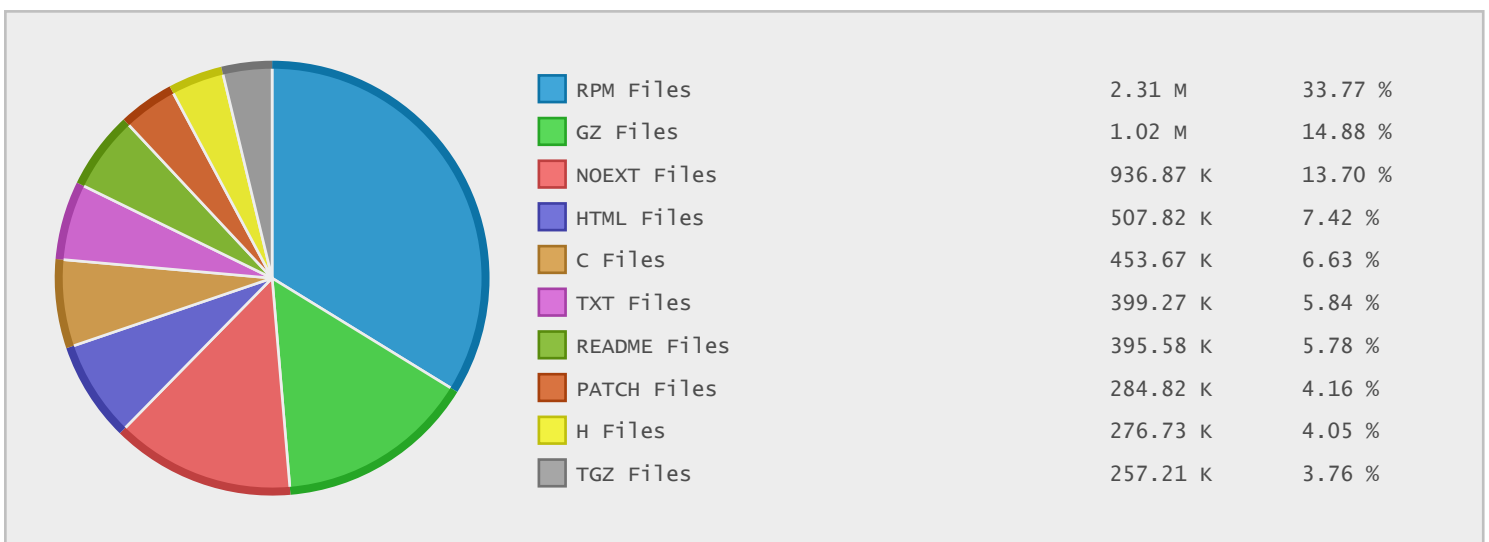 RPM Files 2.31 M 33.77 %
GZ Files 1.02 M 14.88 %
NOEXT Files 936.87 K 13.70 %
HTML Files 507.82 K 7.42 %
C Files 453.67 K 6.63 %
TXT Files 399.27 K 5.84 %
README Files 395.58 K 5.78 %
PATCH Files 284.82 K 4.16 %
H Files 276.73 K 4.05 %
TGZ Files 257.21 K 3.76 %